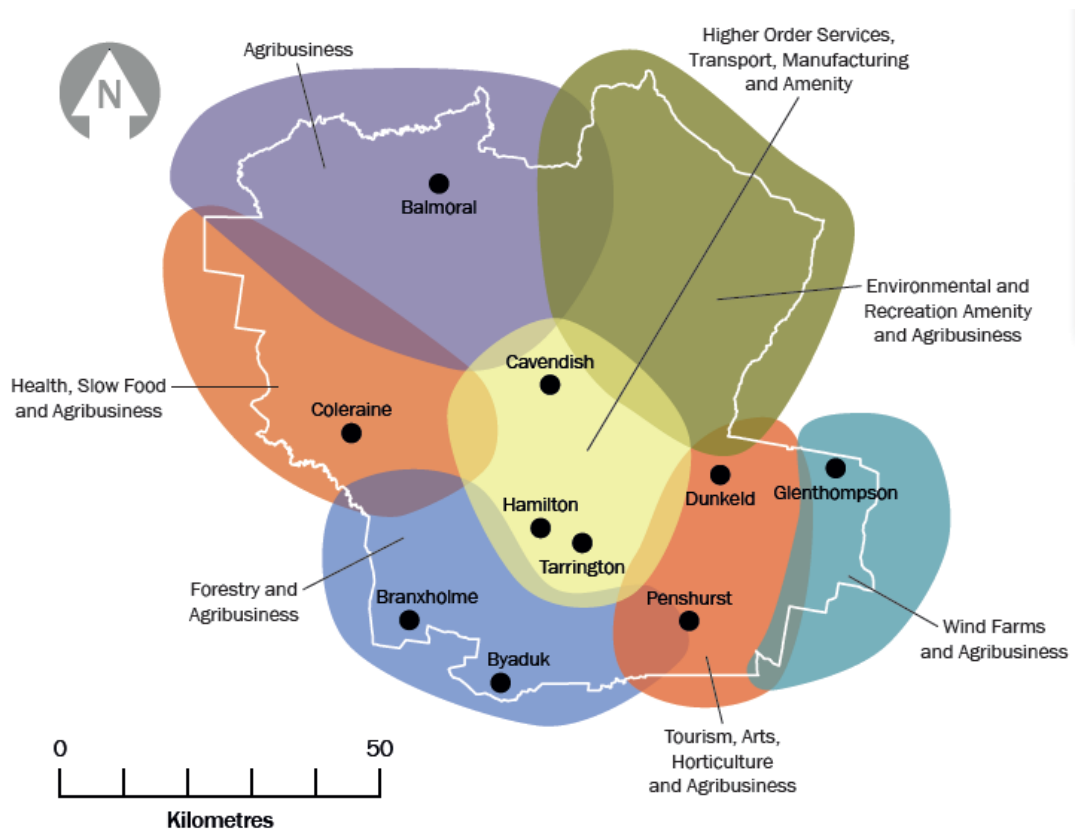 Agribusiness
Higher Order Services,
Transport, Manufacturing
and Amenity
N
Balmoral
Environmental and
Recreation Amenity
and Agribusiness
Cavendish
Health, Slow Food
and Agribusiness
Coleraine
Dunkeld
Glenthompson
Hamilton
Tarrington
Forestry and
Agribusiness
Branxholme
Penshurst
Byaduk
Wind Farms
and Agribusiness
Tourism, Arts,
Horticulture
and Agribusiness
0
50
Kilometres